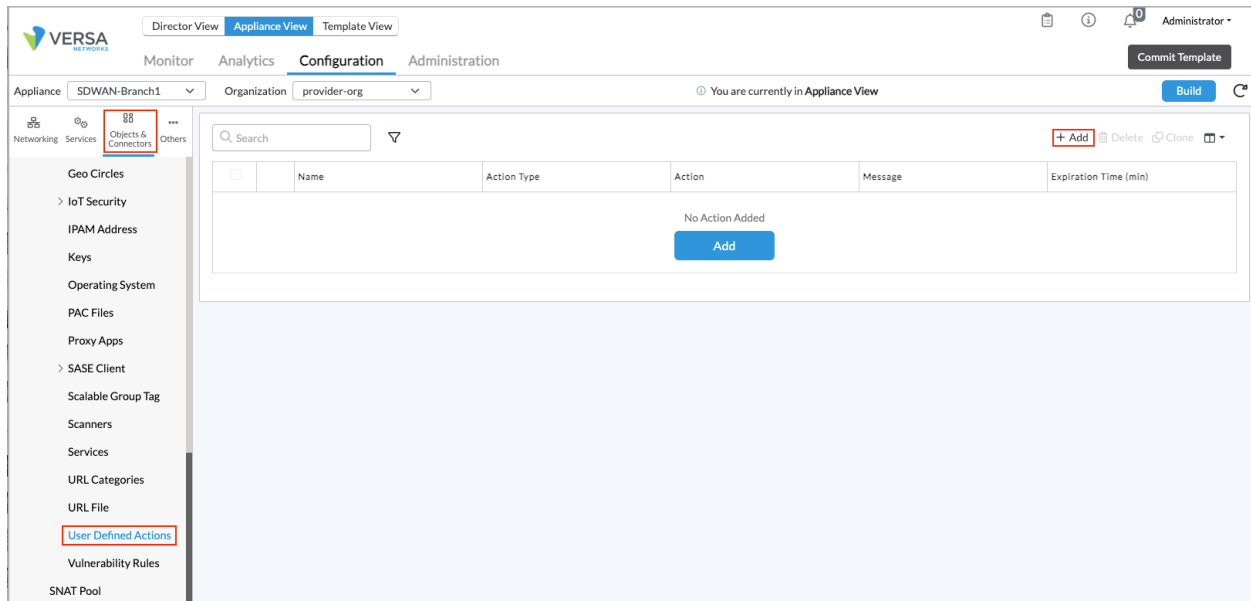 Director View Appliance View Template View
0
Administrator
VERSA
NETWORKS
Monitor Analytics Configuration Administration
Commit Template
Appliance SDWAN-Branch1 Organization provider-org You are currently in Appliance View Build
Networking Services Objects & Connectors Others
Search
+ Add Delete Clone
Name Action Type Action Message Expiration Time (min)
No Action Added
Add
Geo Circles
IoT Security
IPAM Address
Keys
Operating System
PAC Files
Proxy Apps
SASE Client
Scalable Group Tag
Scanners
Services
URL Categories
URL File
User Defined Actions
Vulnerability Rules
SNAT Pool